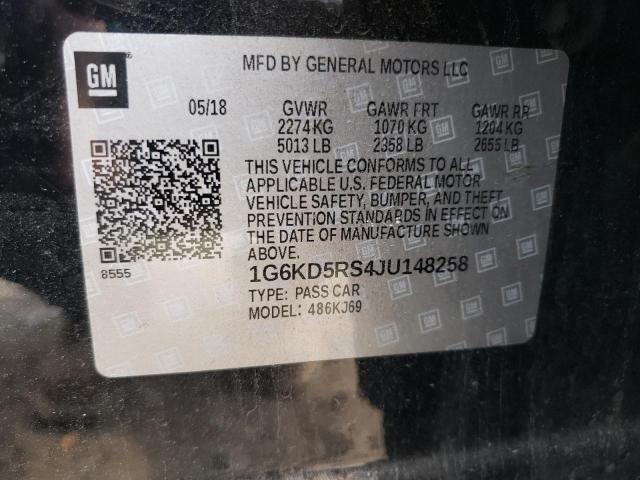 GM
MFD BY GENERAL MOTORS LLC
05/18 GVWR GAWR FRT GAWR RR
2274 KG 1070 KG 1204 KG
5013 LB 2358 LB 2655 LB
THIS VEHICLE CONFORMS TO ALL
APPLICABLE U.S. FEDERAL MOTOR
VEHICLE SAFETY, BUMPER, AND THEFT
PREVENTION STANDARDS IN EFFECT ON
THE DATE OF MANUFACTURE SHOWN
ABOVE.
8555
1G6KD5RS4JU148258
TYPE: PASS CAR
MODEL: 486KJ69